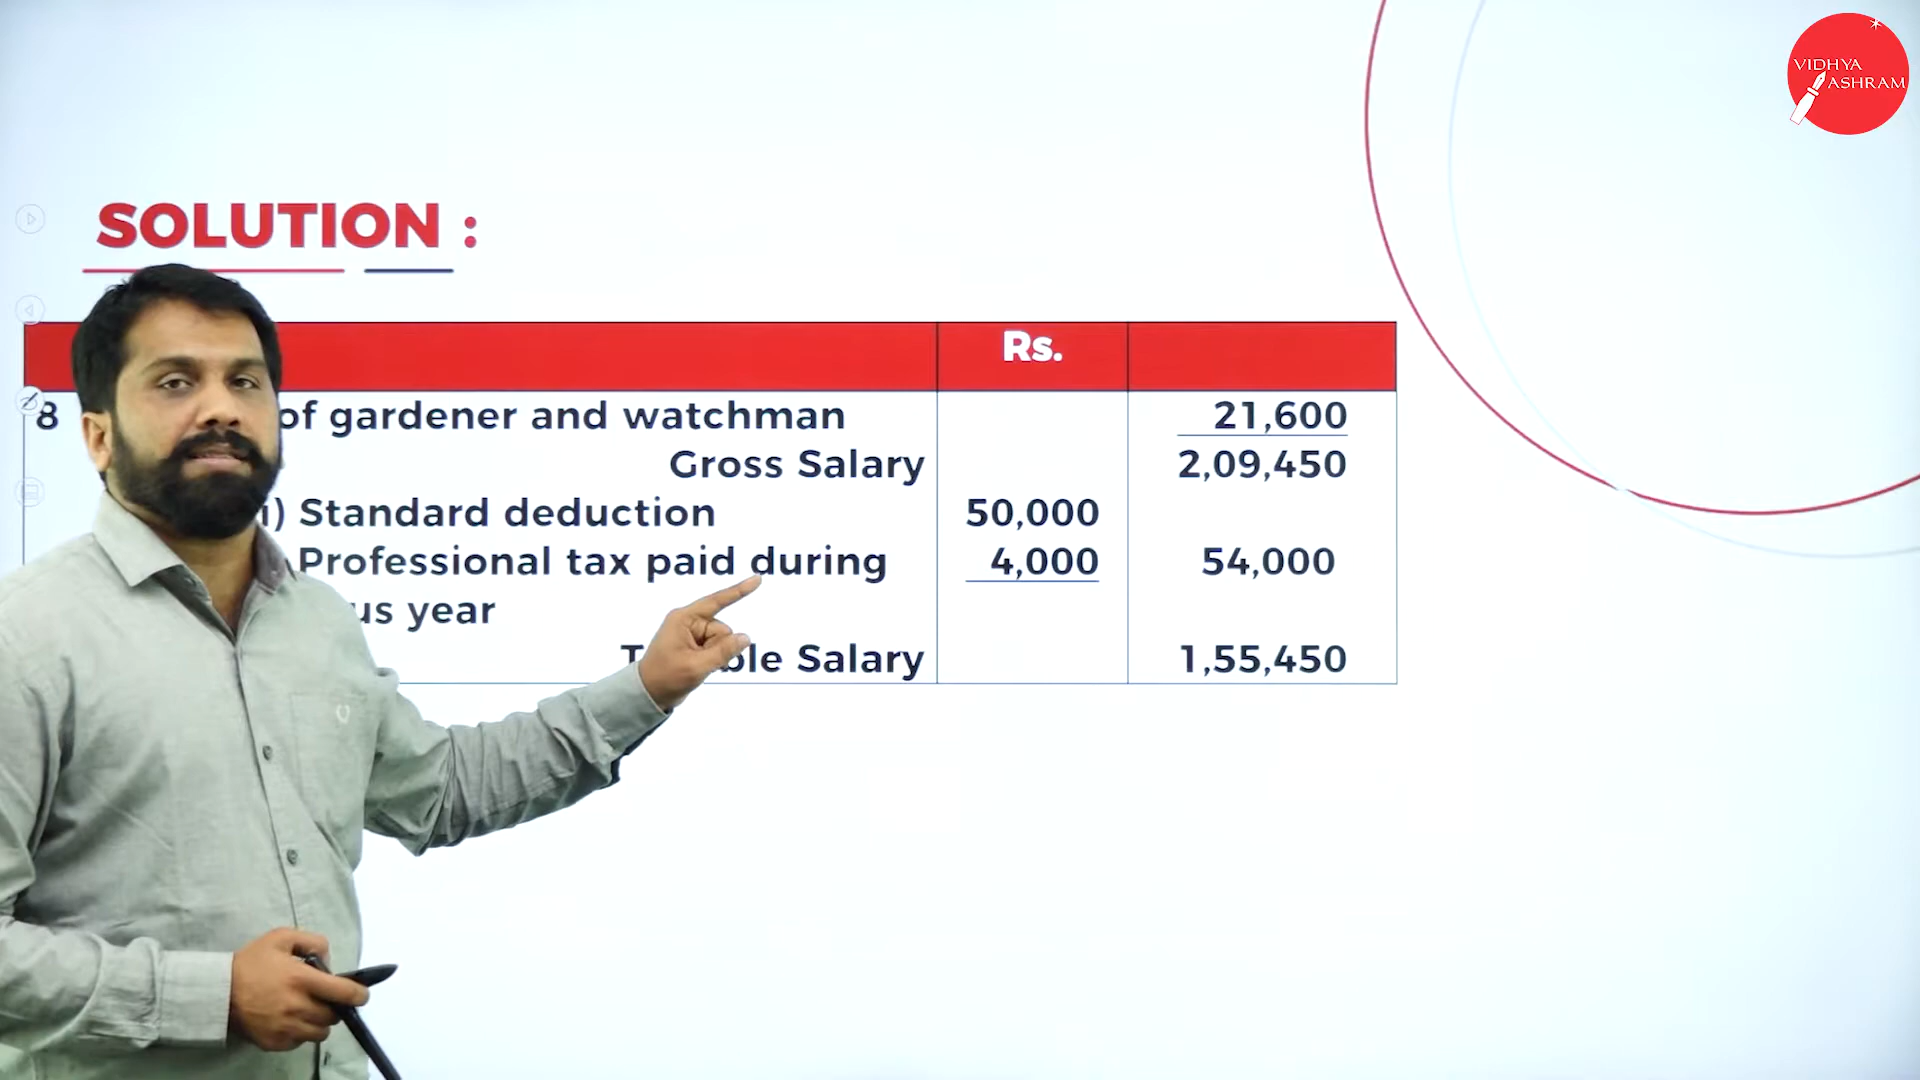 VIDHYA
ASHRAM
SOLUTION :
Rs.
8 of gardener and watchman 21,600
Gross Salary 2,09,450
i) Standard deduction 50,000
Professional tax paid during 4,000 54,000
us year
Salary 1,55,450